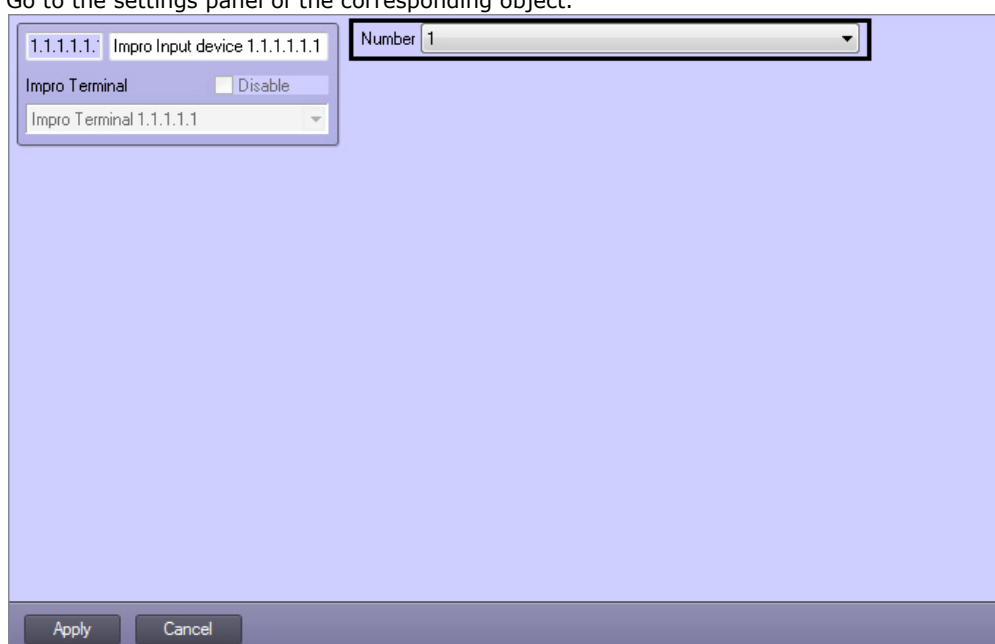 Go to the settings panel of the corresponding object.
1.1.1.1.1. Impro Input device 1.1.1.1.1.1 Number 1
Impro Terminal Disable
Impro Terminal 1.1.1.1.1
Apply Cancel